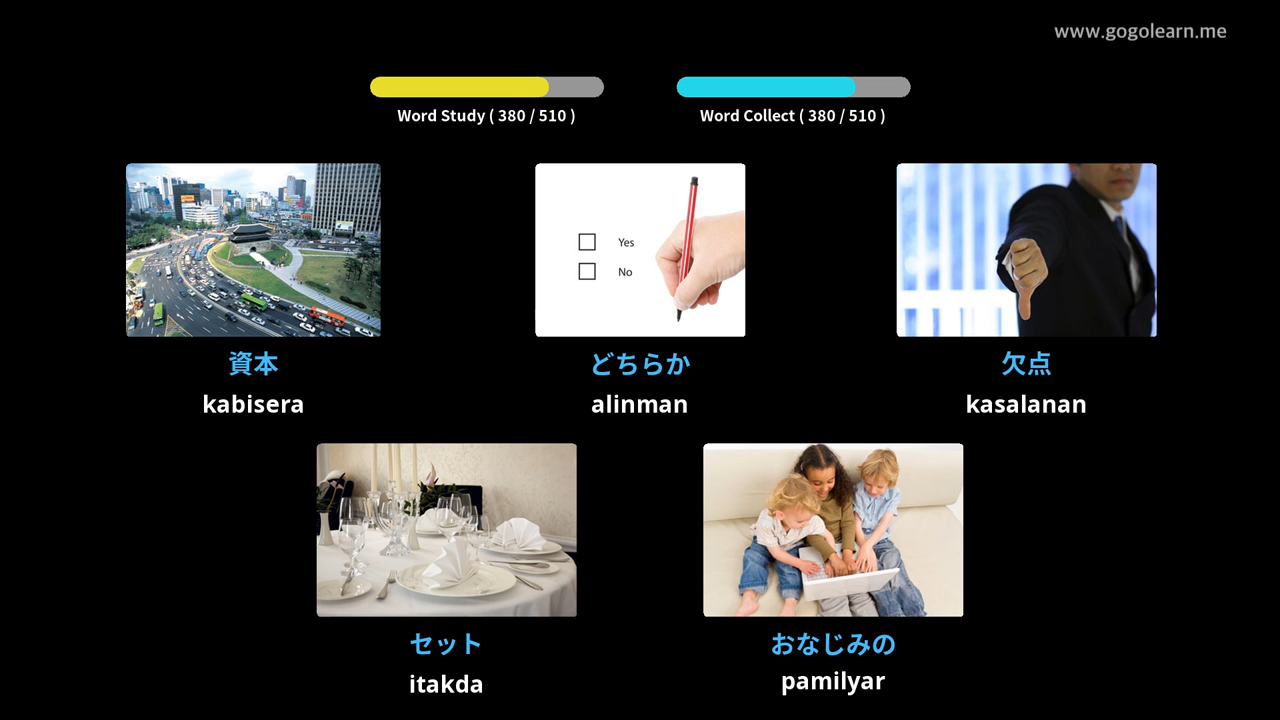 www.gogolearn.me
Word Study ( 380 / 510 )
Word Collect ( 380 / 510 )
Yes
No
資本
kabisera
どちらか
alinman
欠点
kasalanan
セット
itakda
おなじみの
pamilyar